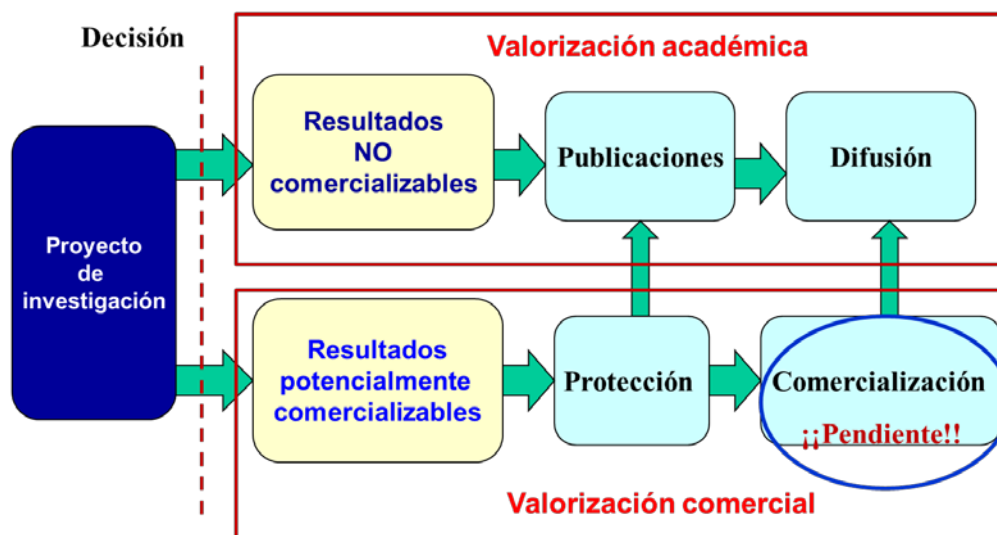 Decisión
Valorización académica
Proyecto
de
investigación
Resultados
NO
comercializables
Publicaciones
Difusión
Resultados
potencialmente
comercializables
Protección
Comercialización
¡¡Pendiente!!
Valorización comercial